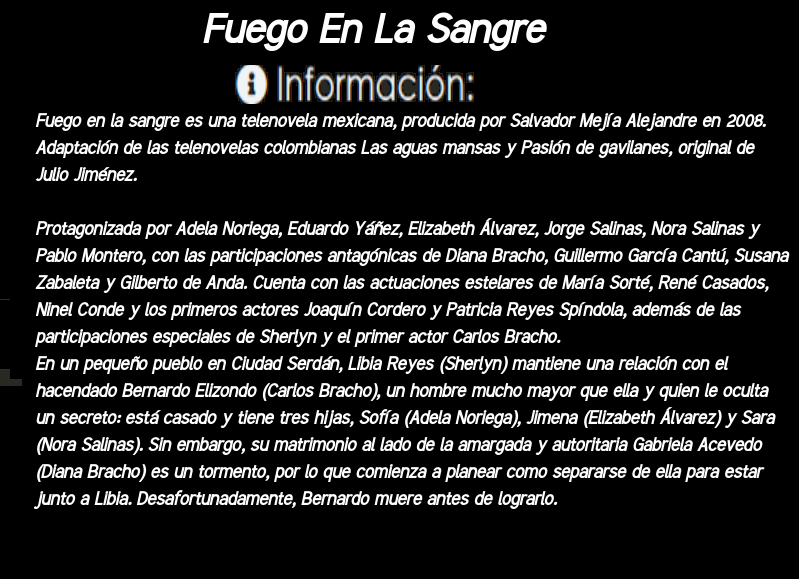 Fuego En La Sangre
i Información:
Fuego en la sangre es una telenovela mexicana, producida por Salvador Mejía Alejandre en 2008.
Adaptación de las telenovelas colombianas Las aguas mansas y Pasión de gavilanes, original de
Julio Jiménez.
Protagonizada por Adela Noriega, Eduardo Yáñez, Elizabeth Álvarez, Jorge Salinas, Nora Salinas y
Pablo Montero, con las participaciones antagónicas de Diana Bracho, Guillermo García Cantú, Susana
Zabaleta y Gilberto de Anda. Cuenta con las actuaciones estelares de María Sorté, René Casados,
Ninel Conde y los primeros actores Joaquín Cordero y Patricia Reyes Spíndola, además de las
participaciones especiales de Sherlyn y el primer actor Carlos Bracho.
En un pequeño pueblo en Ciudad Serdán, Libia Reyes (Sherlyn) mantiene una relación con el
hacendado Bernardo Elizondo (Carlos Bracho), un hombre mucho mayor que ella y quien le oculta
un secreto: está casado y tiene tres hijas, Sofía (Adela Noriega), Jimena (Elizabeth Álvarez) y Sara
(Nora Salinas). Sin embargo, su matrimonio al lado de la amargada y autoritaria Gabriela Acevedo
(Diana Bracho) es un tormento, por lo que comienza a planear como separarse de ella para estar
junto a Libia. Desafortunadamente, Bernardo muere antes de lograrlo.